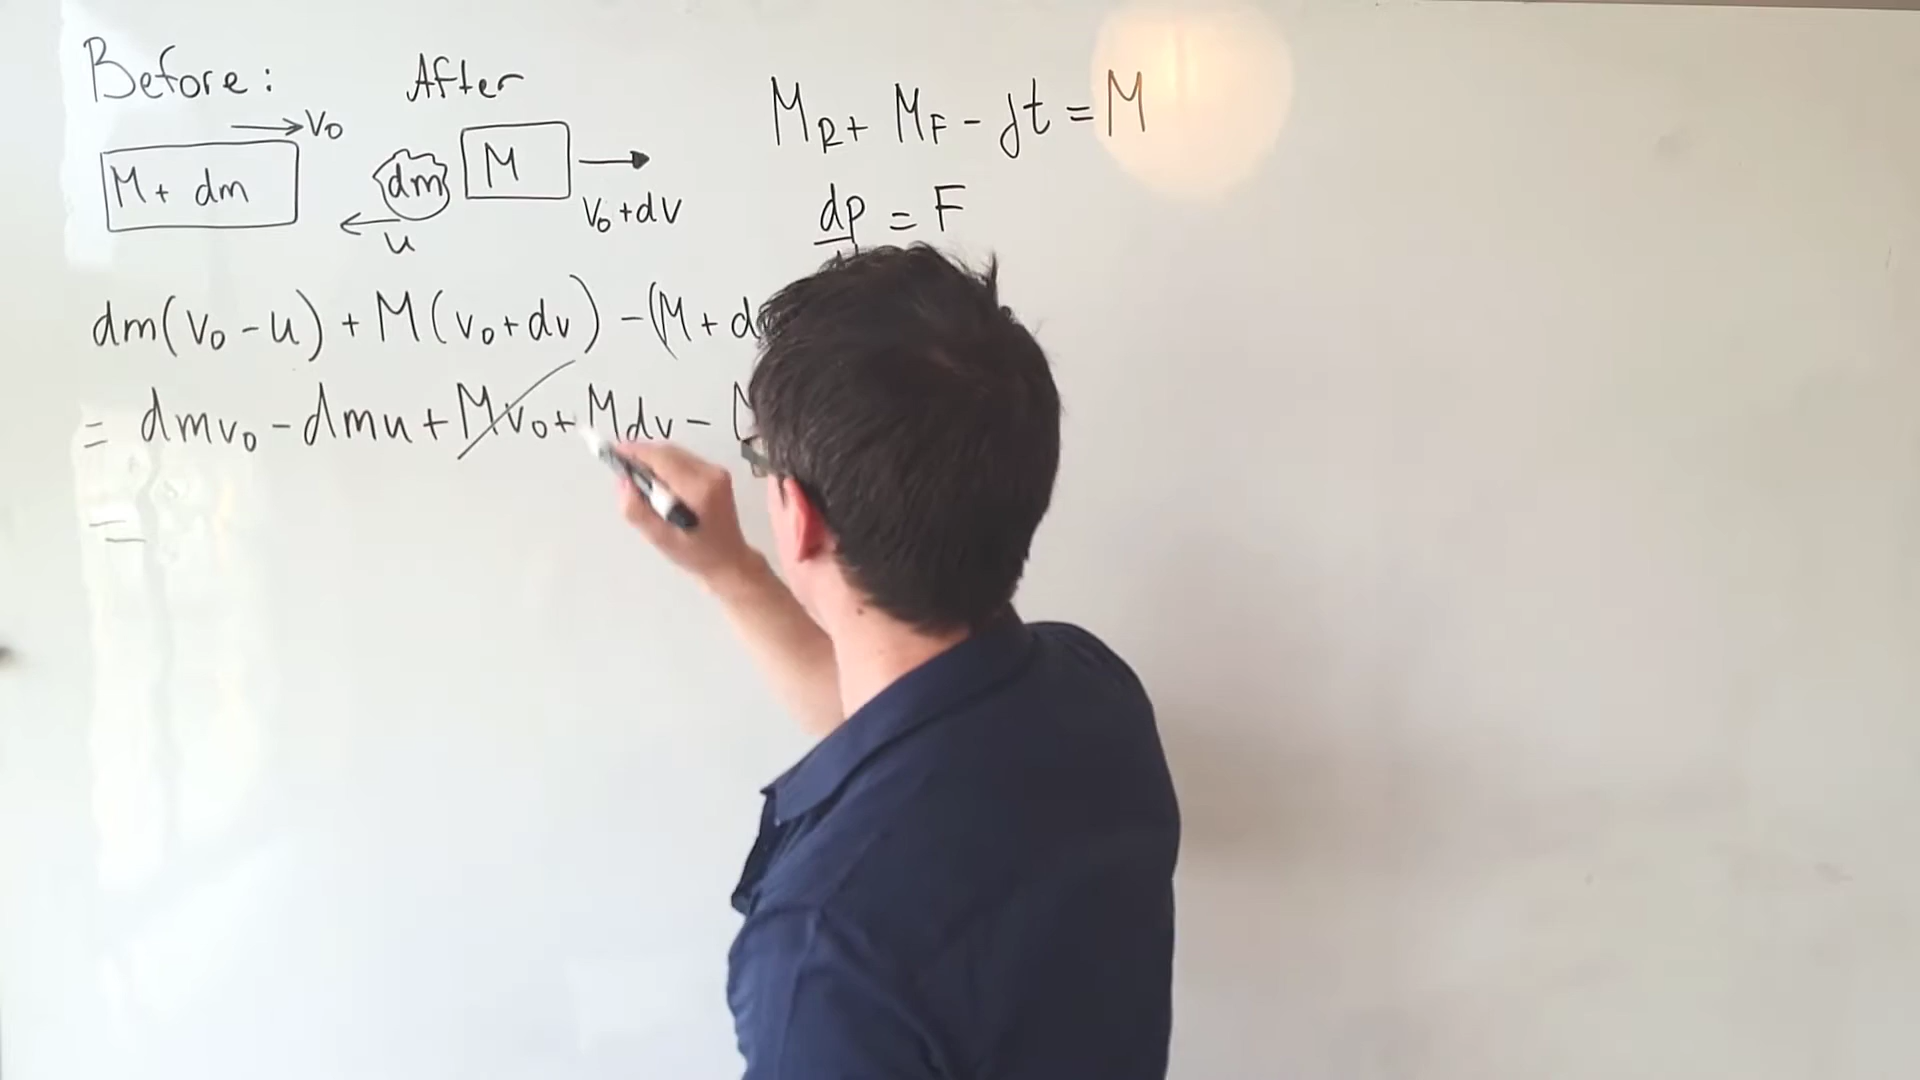 Before:
After
→ v₀
M + dm
dm
M
u
v₀ + dv
M_R + M_F - jt = M
dp = F
dm(v₀ - u) + M(v₀ + dv) - (M +
= dmv₀ - dmu + Mv₀ + Mdv -
=